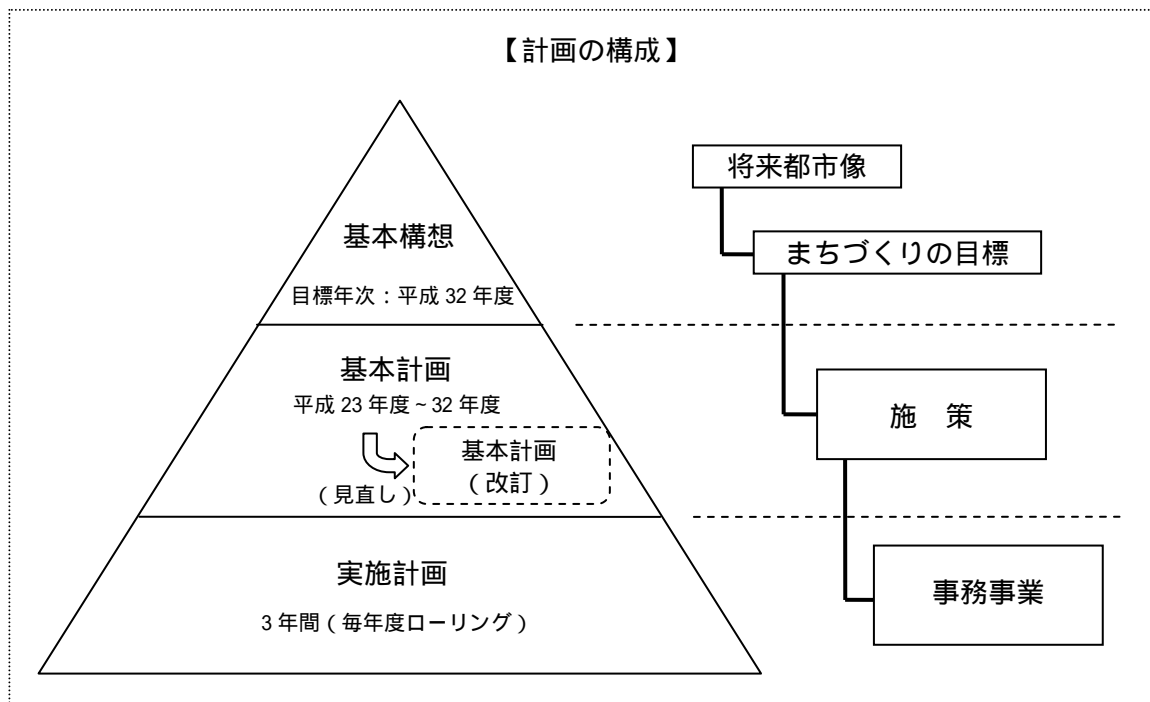 【計画の構成】
基本構想
目標年次：平成 32 年度
基本計画
平成 23 年度～32 年度
（見直し）
基本計画
（改訂）
実施計画
3 年間（毎年度ローリング）
将来都市像
まちづくりの目標
施　策
事務事業